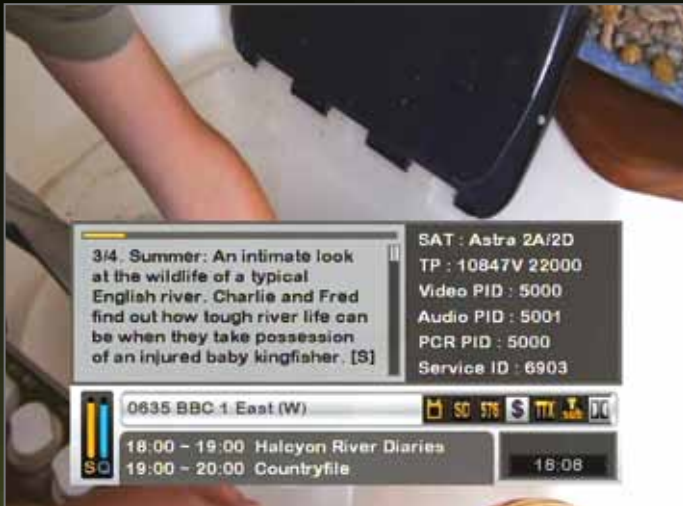 3/4. Summer: An intimate look
at the wildlife of a typical
English river. Charlie and Fred
find out how tough river life can
be when they take possession
of an injured baby kingfisher. [S]
SAT : Astra 2A/2D
TP : 10847V 22000
Video PID : 5000
Audio PID : 5001
PCR PID : 5000
Service ID : 6903
0635 BBC 1 East (W)
SD 576 $ TTX
SQ
18:00 ~ 19:00 Halcyon River Diaries
19:00 ~ 20:00 Countryfile
18:08